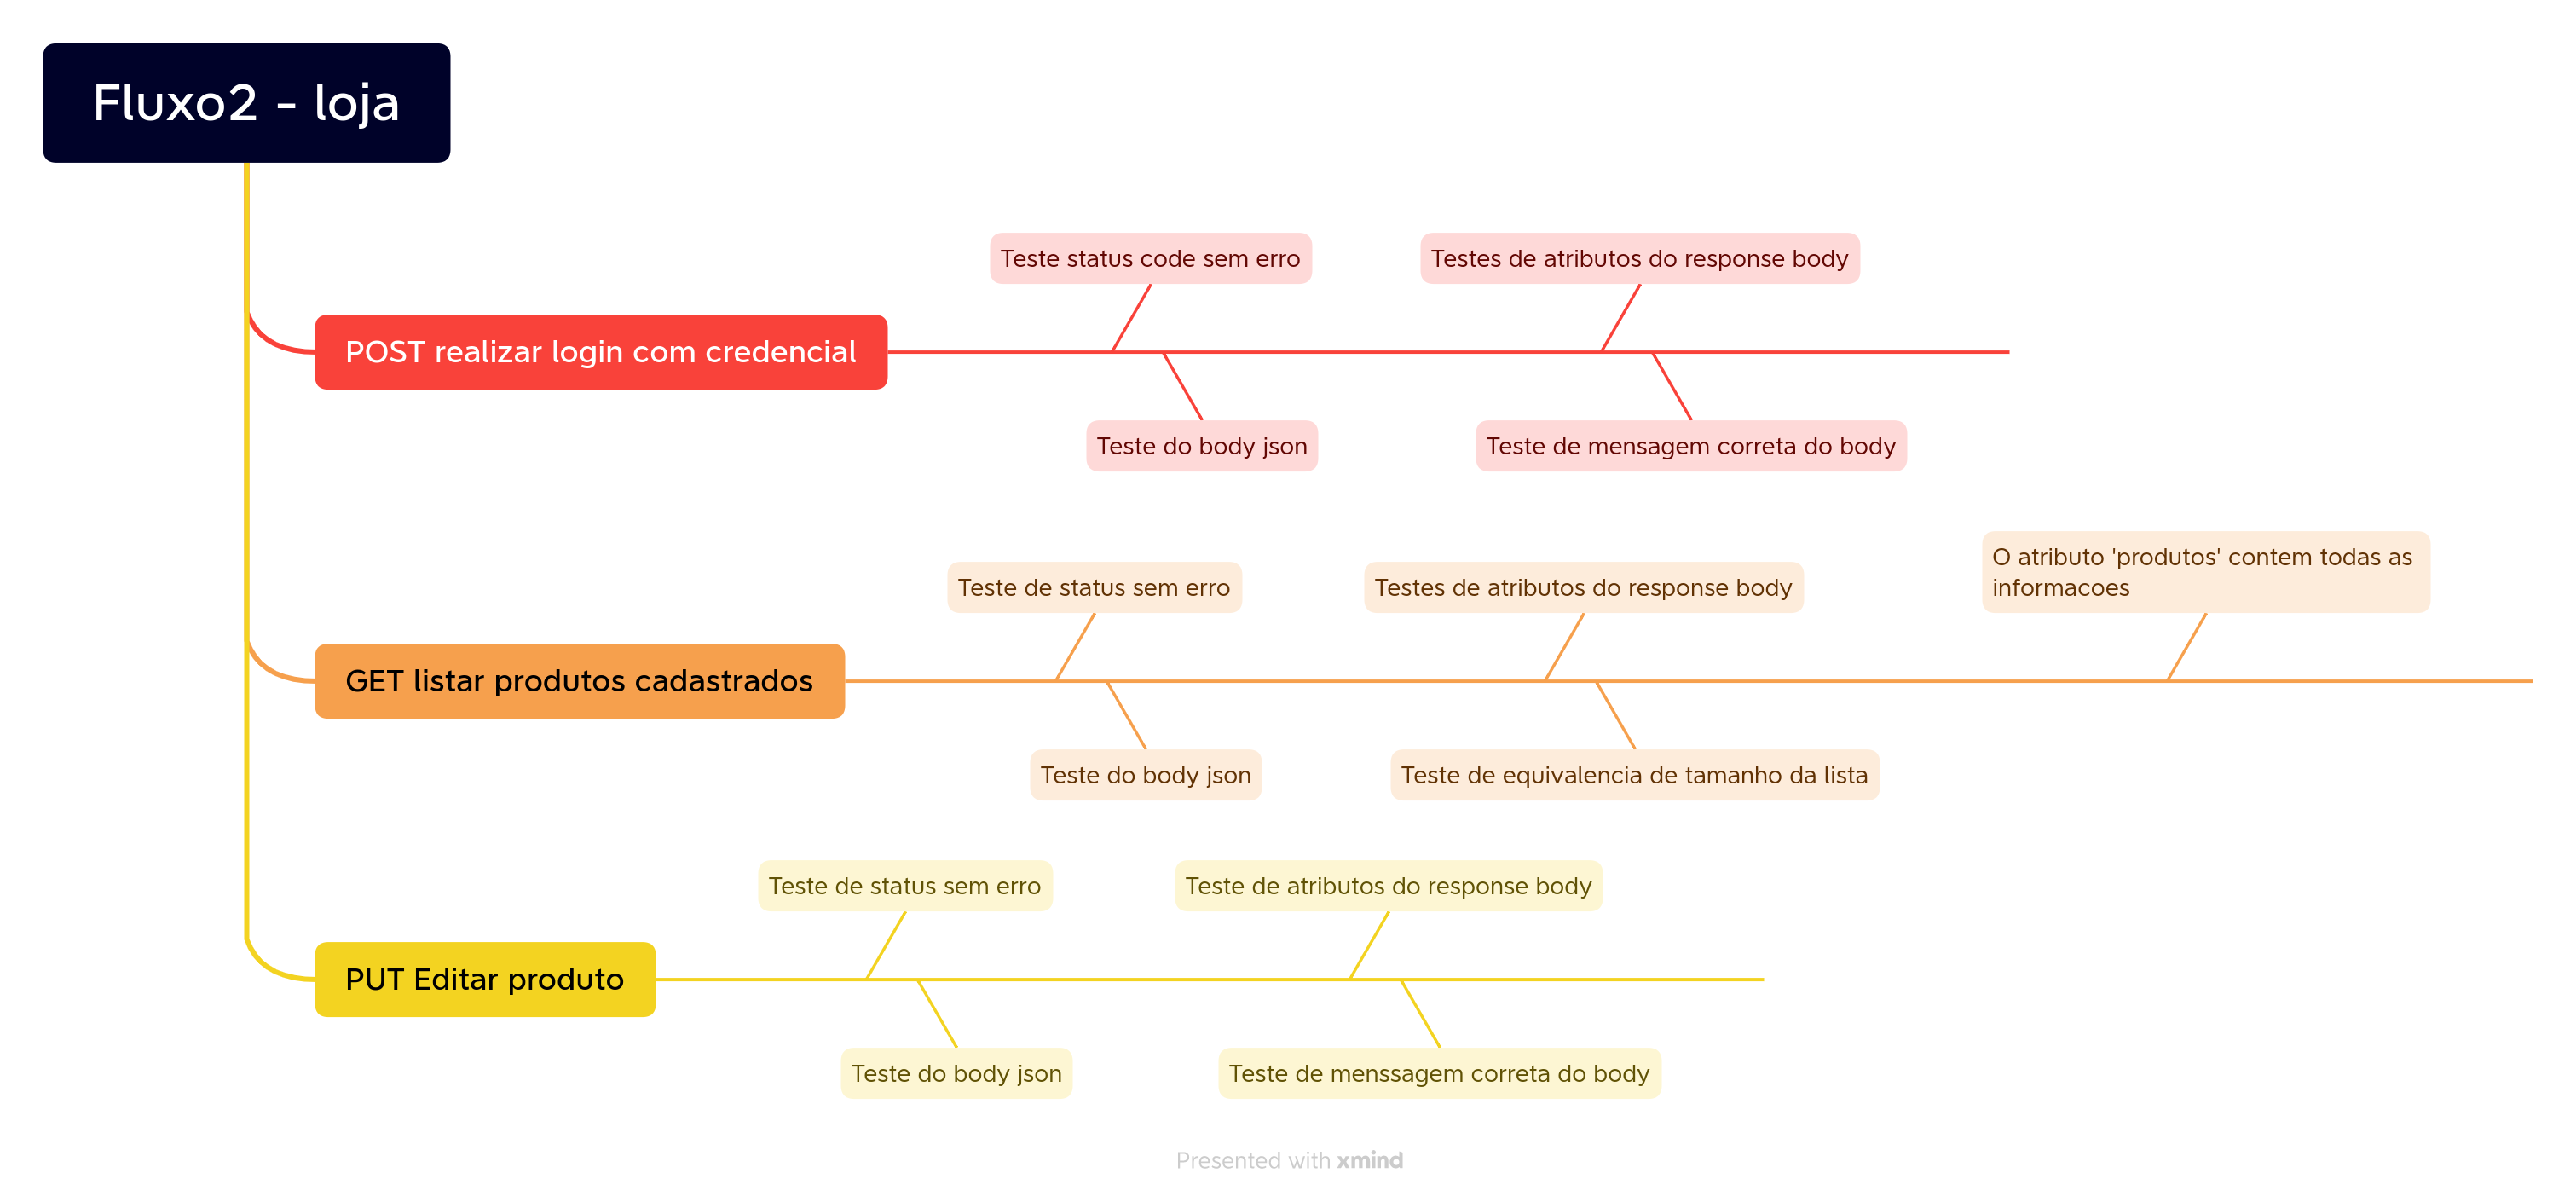 Fluxo2 - loja
Teste status code sem erro
Testes de atributos do response body
POST realizar login com credencial
Teste do body json
Teste de mensagem correta do body
O atributo 'produtos' contem todas as
informacoes
Teste de status sem erro
Testes de atributos do response body
GET listar produtos cadastrados
Teste do body json
Teste de equivalencia de tamanho da lista
Teste de status sem erro
Teste de atributos do response body
PUT Editar produto
Teste do body json
Teste de menssagem correta do body
Presented with xmind